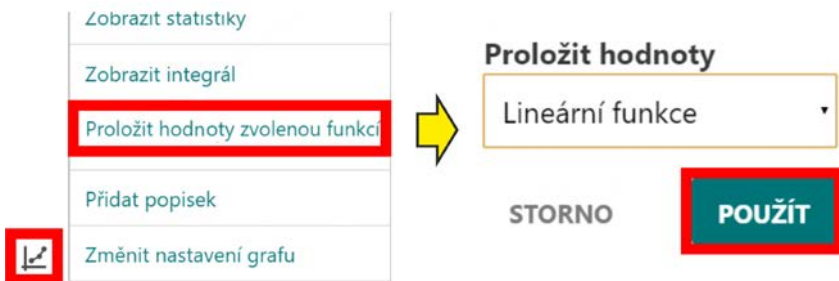 Zobrazit statistiky
Zobrazit integrál
Proložit hodnoty zvolenou funkcí
Přidat popisek
Změnit nastavení grafu
Proložit hodnoty
Lineární funkce
STORNO
POUŽÍT